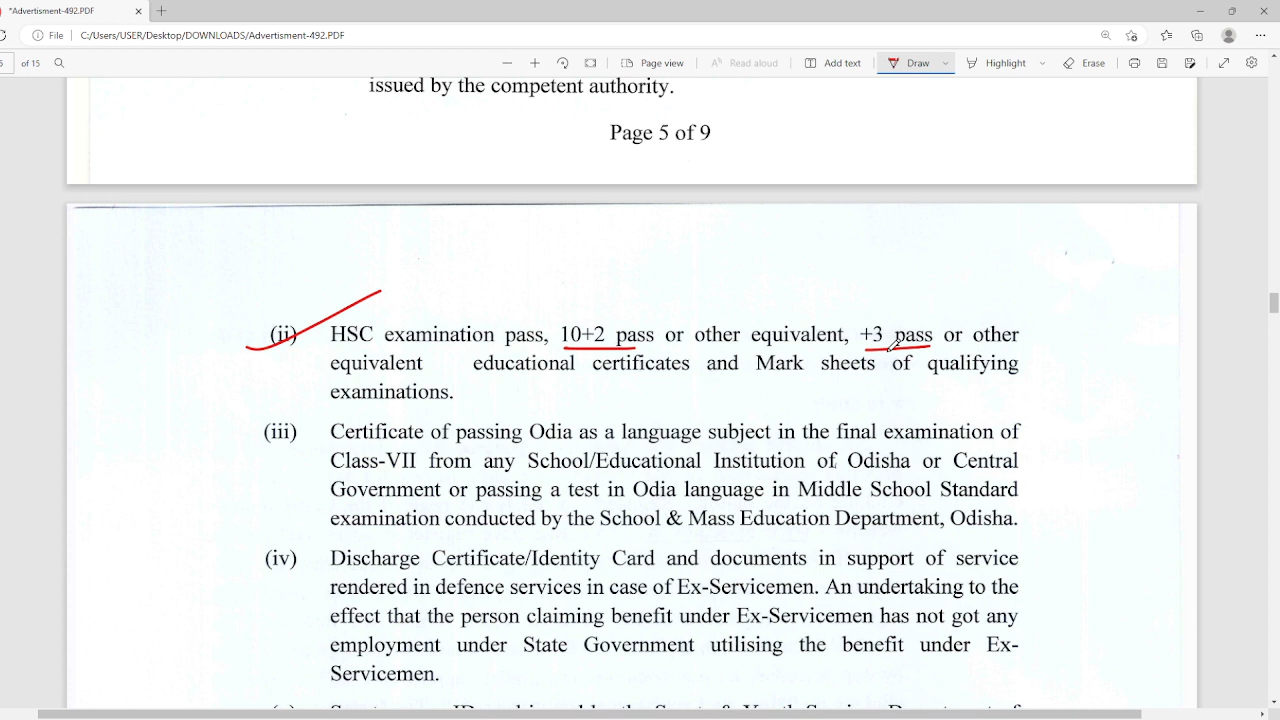 *Advertisment-492.PDF
File
C:/Users/USER/Desktop/DOWNLOADS/Advertisment-492.PDF
of 15
Page view
Read aloud
Add text
Draw
Highlight
Erase
issued by the competent authority.
Page 5 of 9
(ii) HSC examination pass, 10+2 pass or other equivalent, +3 pass or other
equivalent educational certificates and Mark sheets of qualifying
examinations.
(iii) Certificate of passing Odia as a language subject in the final examination of
Class-VII from any School/Educational Institution of Odisha or Central
Government or passing a test in Odia language in Middle School Standard
examination conducted by the School & Mass Education Department, Odisha.
(iv) Discharge Certificate/Identity Card and documents in support of service
rendered in defence services in case of Ex-Servicemen. An undertaking to the
effect that the person claiming benefit under Ex-Servicemen has not got any
employment under State Government utilising the benefit under Ex-
Servicemen.